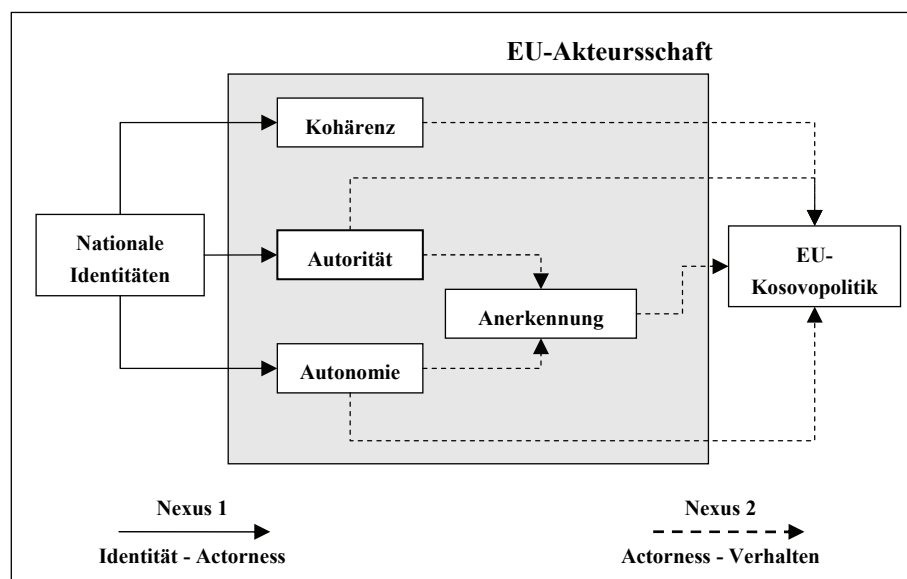 EU-Akteursschaft
Kohärenz
Nationale
Identitäten
Autorität
EU-
Kosovopolitik
Anerkennung
Autonomie
Nexus 1
Identität - Actorness
Nexus 2
Actorness - Verhalten